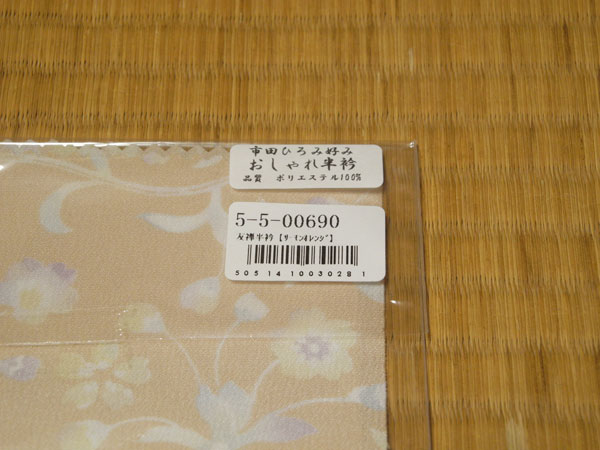 市田ひろみ好み
おしゃれ半衿
品質 ポリエステル100%
5-5-00690
友禅半衿【ｻｰﾓﾝｵﾚﾝｼﾞ】
505 14 1003028 1